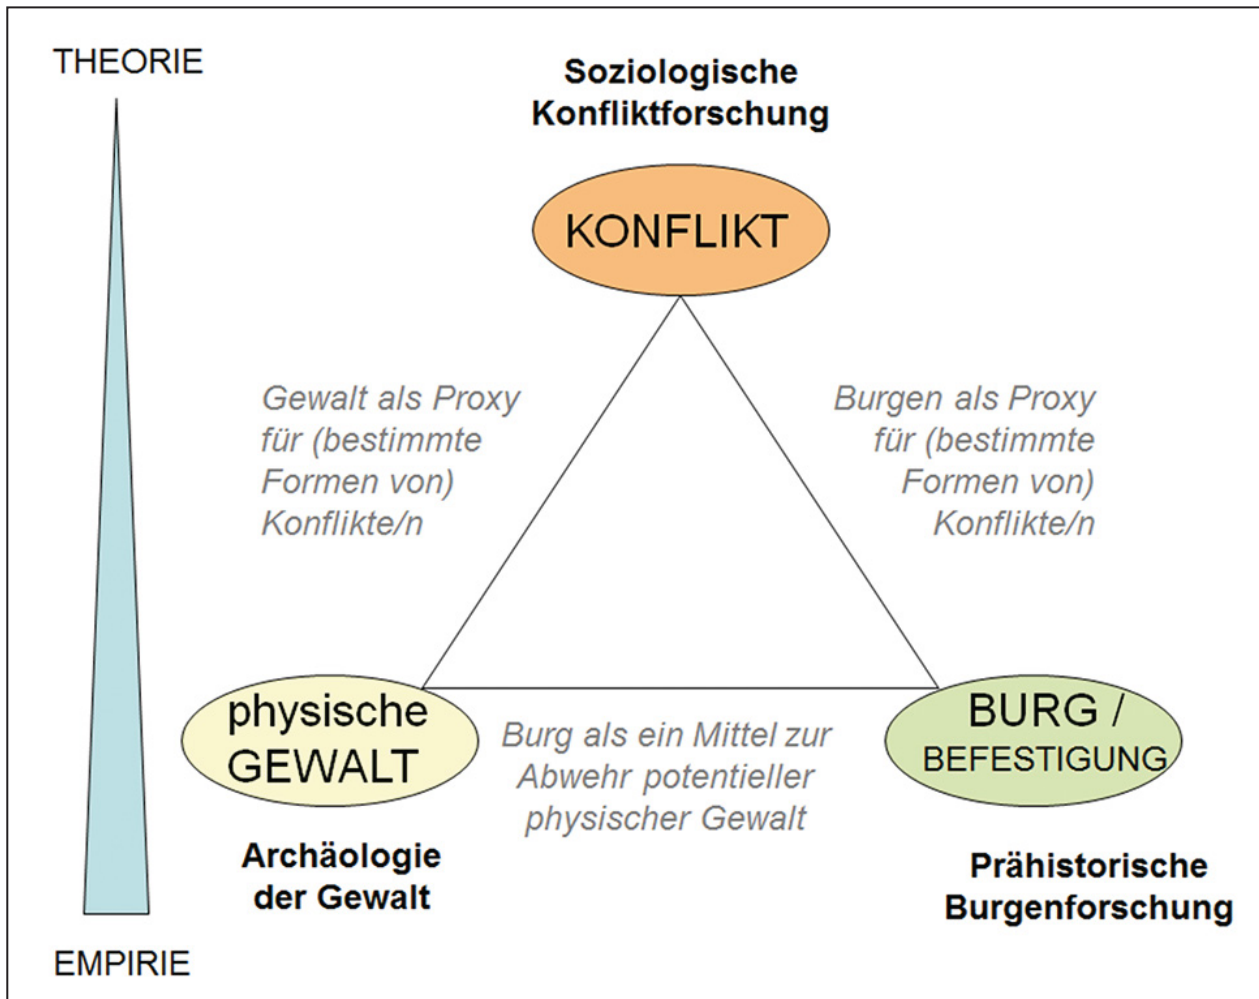 THEORIE
Soziologische
Konfliktforschung
KONFLIKT
Gewalt als Proxy
für (bestimmte
Formen von)
Konflikte/n
Burgen als Proxy
für (bestimmte
Formen von)
Konflikte/n
physische
GEWALT
Burg als ein Mittel zur
Abwehr potentieller
physischer Gewalt
BURG /
BEFESTIGUNG
Archäologie
der Gewalt
Prähistorische
Burgenforschung
EMPIRIE